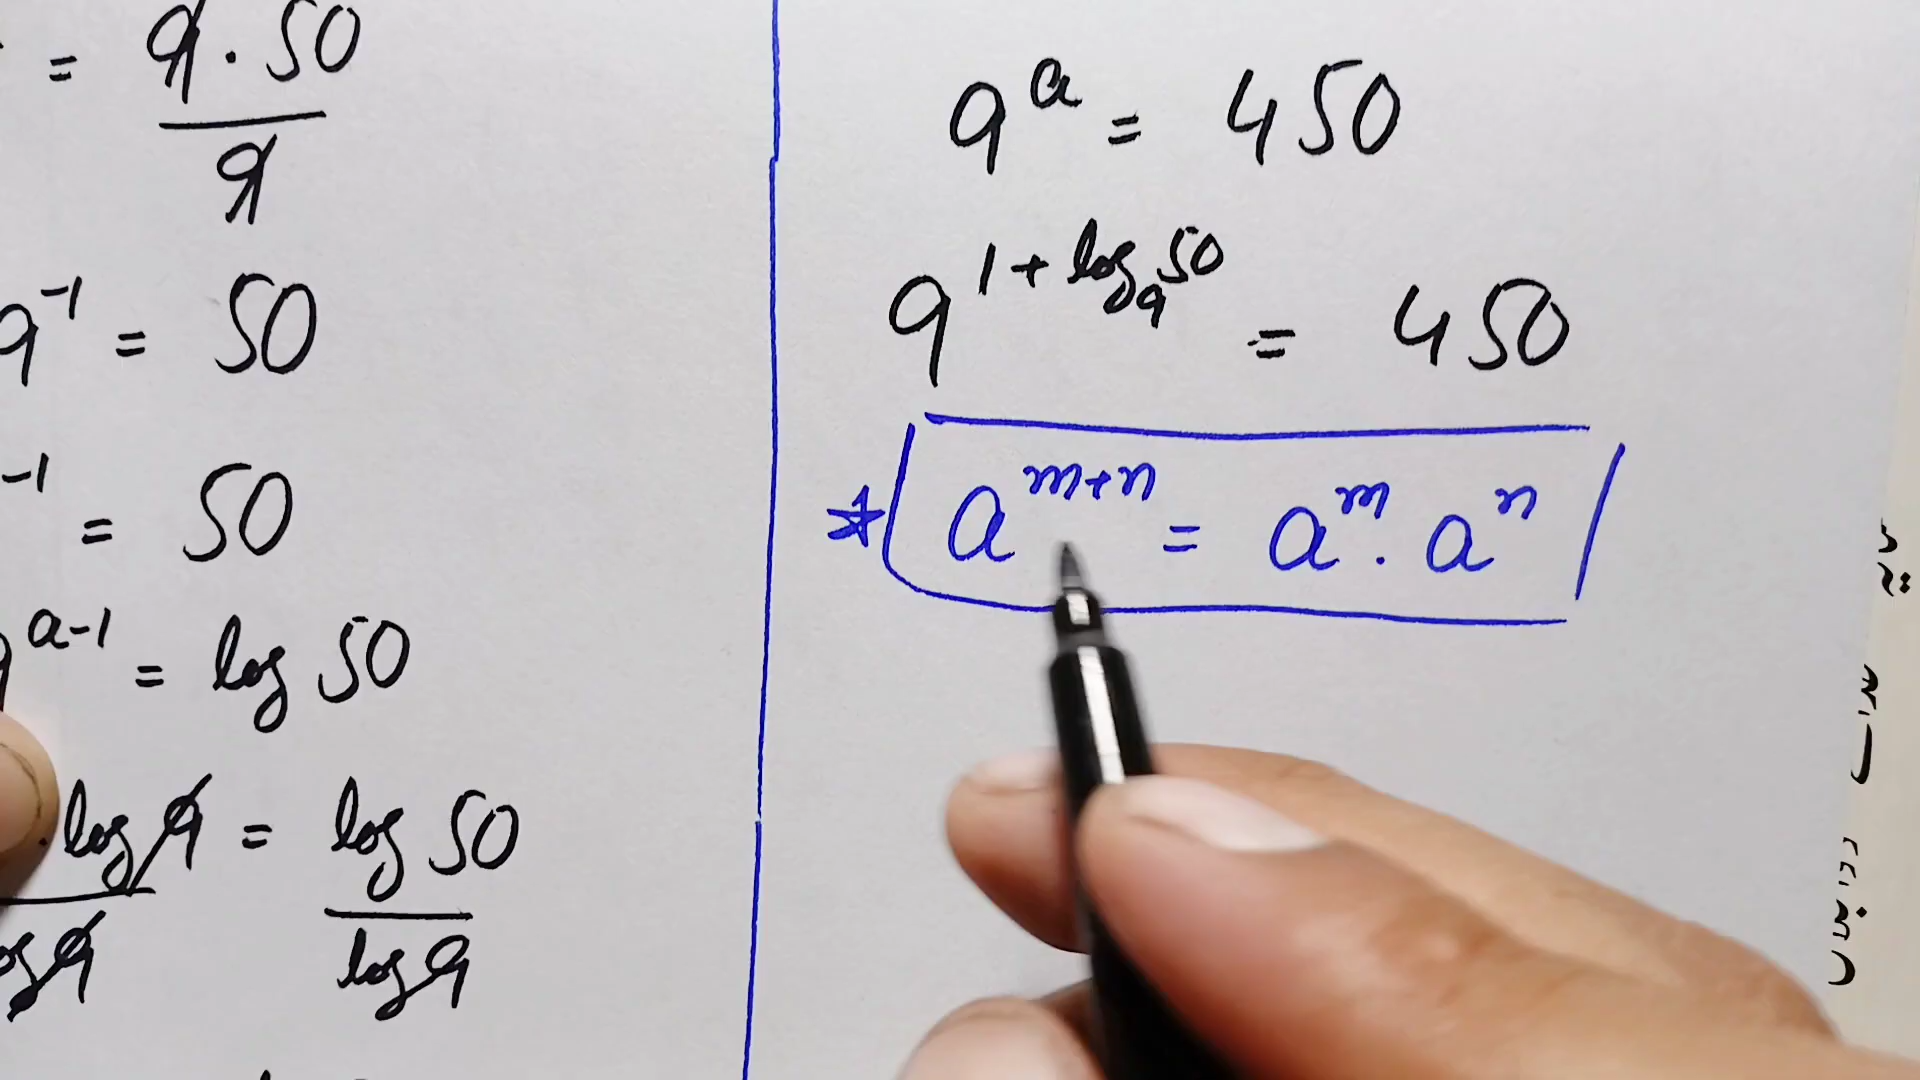 = 9 · 50
9
9^-1 = 50
-1 = 50
a-1 = log 50
. log 9 = log 50
log 9 log 9
9^a = 450
9^1 + log_9 50 = 450
* a^m+n = a^m . a^n